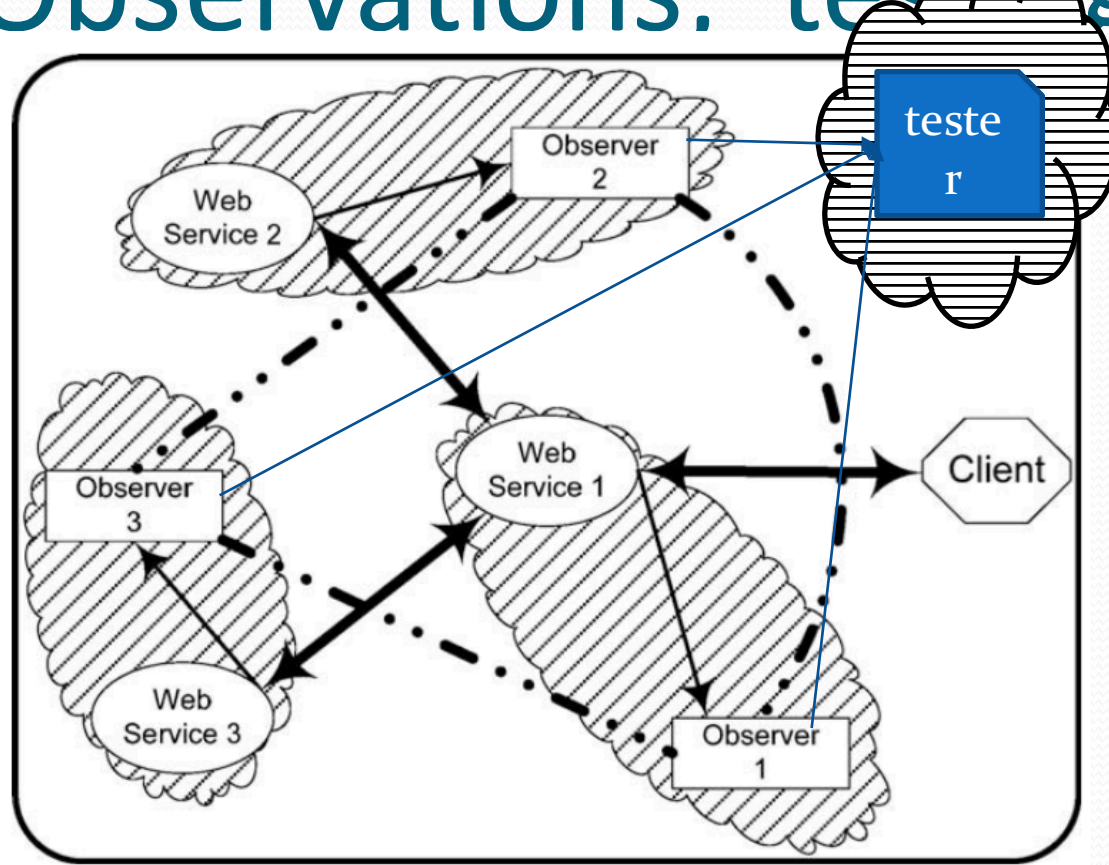 Observations:
teste
r
Observer
2
Web
Service 2
Web
Service 1
Client
Observer
3
Web
Service 3
Observer
1